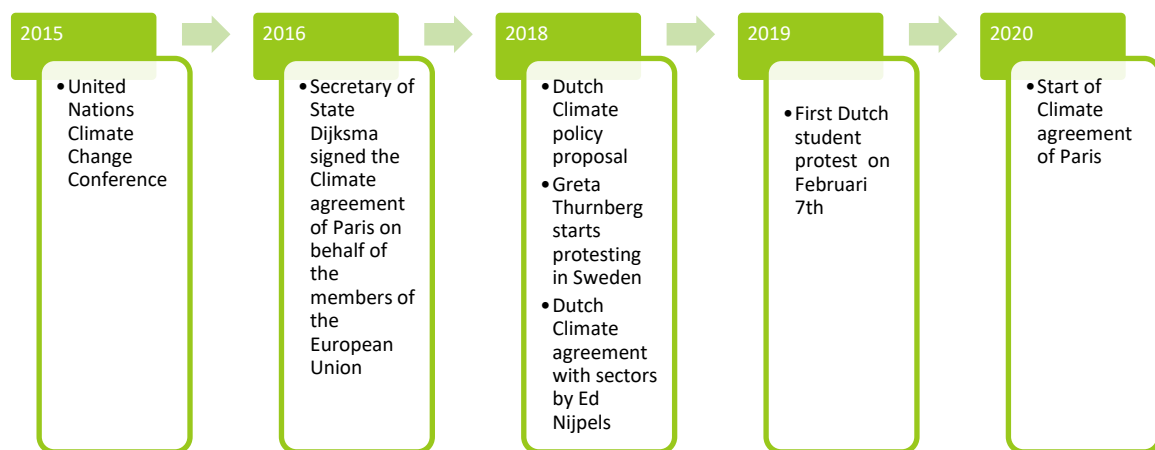 2015
•United
Nations
Climate
Change
Conference
2016
•Secretary of
State
Dijksma
signed the
Climate
agreement
of Paris on
behalf of
the
members of
the
European
Union
2018
•Dutch
Climate
policy
proposal
•Greta
Thurnberg
starts
protesting
in Sweden
•Dutch
Climate
agreement
with sectors
by Ed
Nijpels
2019
•First Dutch
student
protest on
Februari
7th
2020
•Start of
Climate
agreement
of Paris